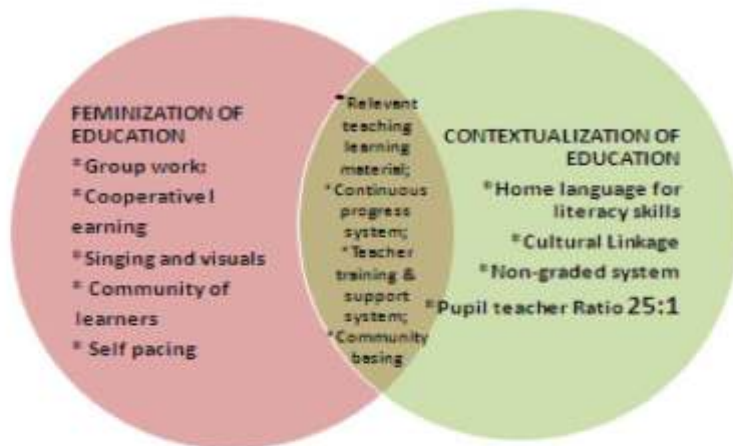 FEMINIZATION OF
EDUCATION
*Group work:
*Cooperativel
earning
*Singing and visuals
* Community of
learners
* Self pacing
*Relevant
teaching
learning
material;
*Continuous
progress
system;
*Teacher
training &
support
system;
*Community
basing
CONTEXTUALIZATION OF
EDUCATION
*Home language for
literacy skills
*Cultural Linkage
*Non-graded system
*Pupil teacher Ratio 25:1